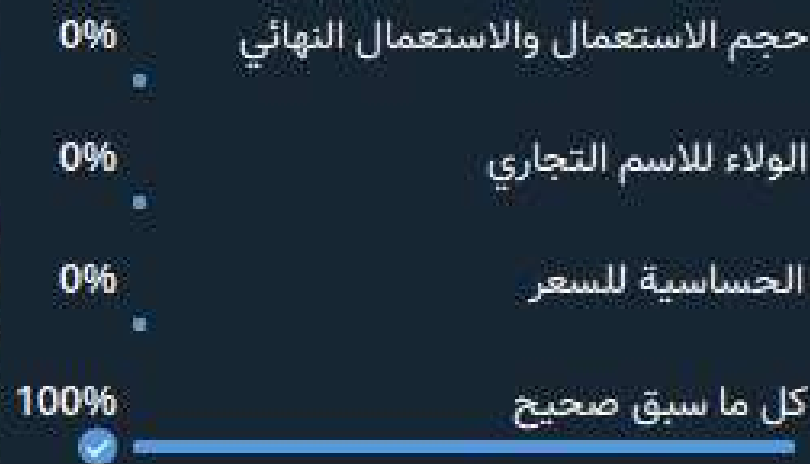 حجم الاستعمال والاستعمال النهائي 0%
الولاء للاسم التجاري 0%
الحساسية للسعر 0%
كل ما سبق صحيح 100%